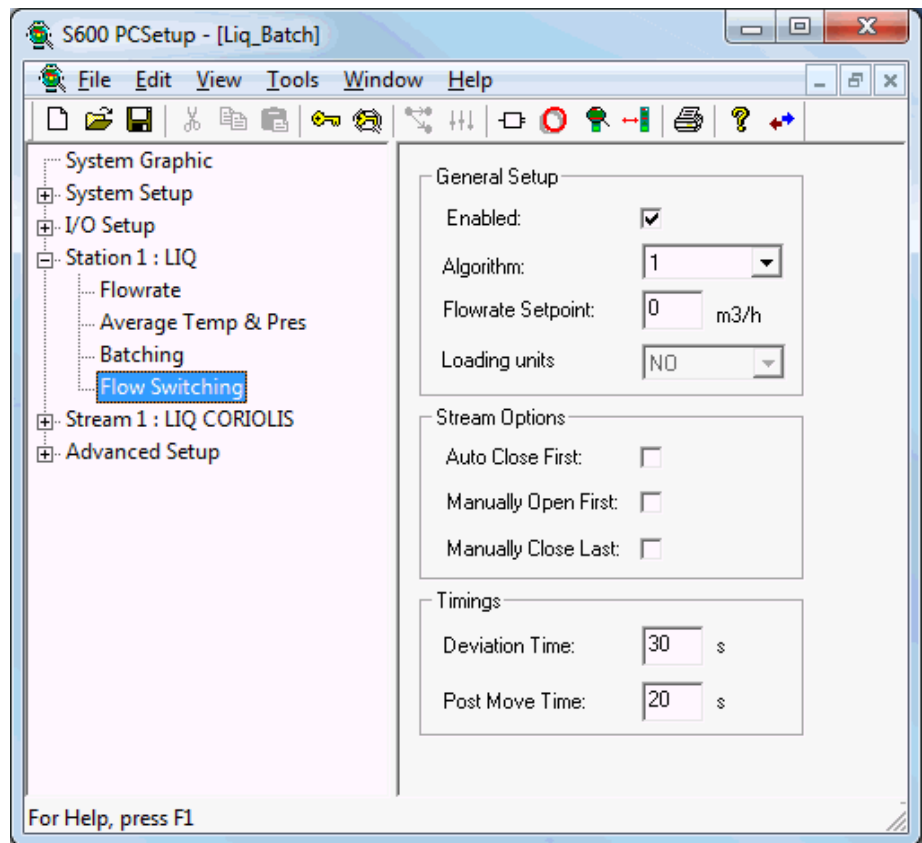 S600 PCSetup - [Liq_Batch]
File Edit View Tools Window Help
System Graphic
System Setup
I/O Setup
Station 1 : LIQ
Flowrate
Average Temp & Pres
Batching
Flow Switching
Stream 1 : LIQ CORIOLIS
Advanced Setup
General Setup
Enabled:
Algorithm: 1
Flowrate Setpoint: 0 m3/h
Loading units NO
Stream Options
Auto Close First:
Manually Open First:
Manually Close Last:
Timings
Deviation Time: 30 s
Post Move Time: 20 s
For Help, press F1